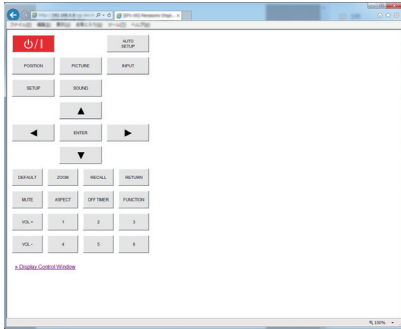 AUTO
SETUP
POSITION
PICTURE
INPUT
SETUP
SOUND
ENTER
DEFAULT
ZOOM
RECALL
RETURN
MUTE
ASPECT
OFF TIMER
FUNCTION
VOL +
1
2
3
VOL -
4
5
6
» Display Control Window
100%